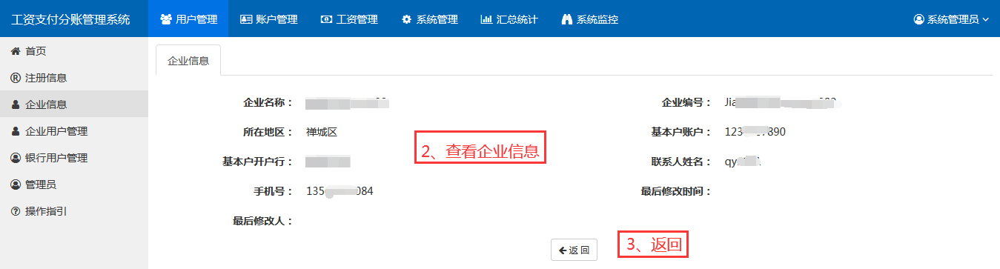 工资支付分账管理系统 用户管理 账户管理 工资管理 系统管理 汇总统计 系统监控 系统管理员
首页
注册信息
企业信息
企业用户管理
银行用户管理
管理员
操作指引
企业信息
企业名称：
企业编号： Jia
所在地区： 禅城区
基本户账户： 123 7890
基本户开户行：
联系人姓名： qy
手机号： 135 084
最后修改时间：
最后修改人：
2、查看企业信息
返 回
3、返回